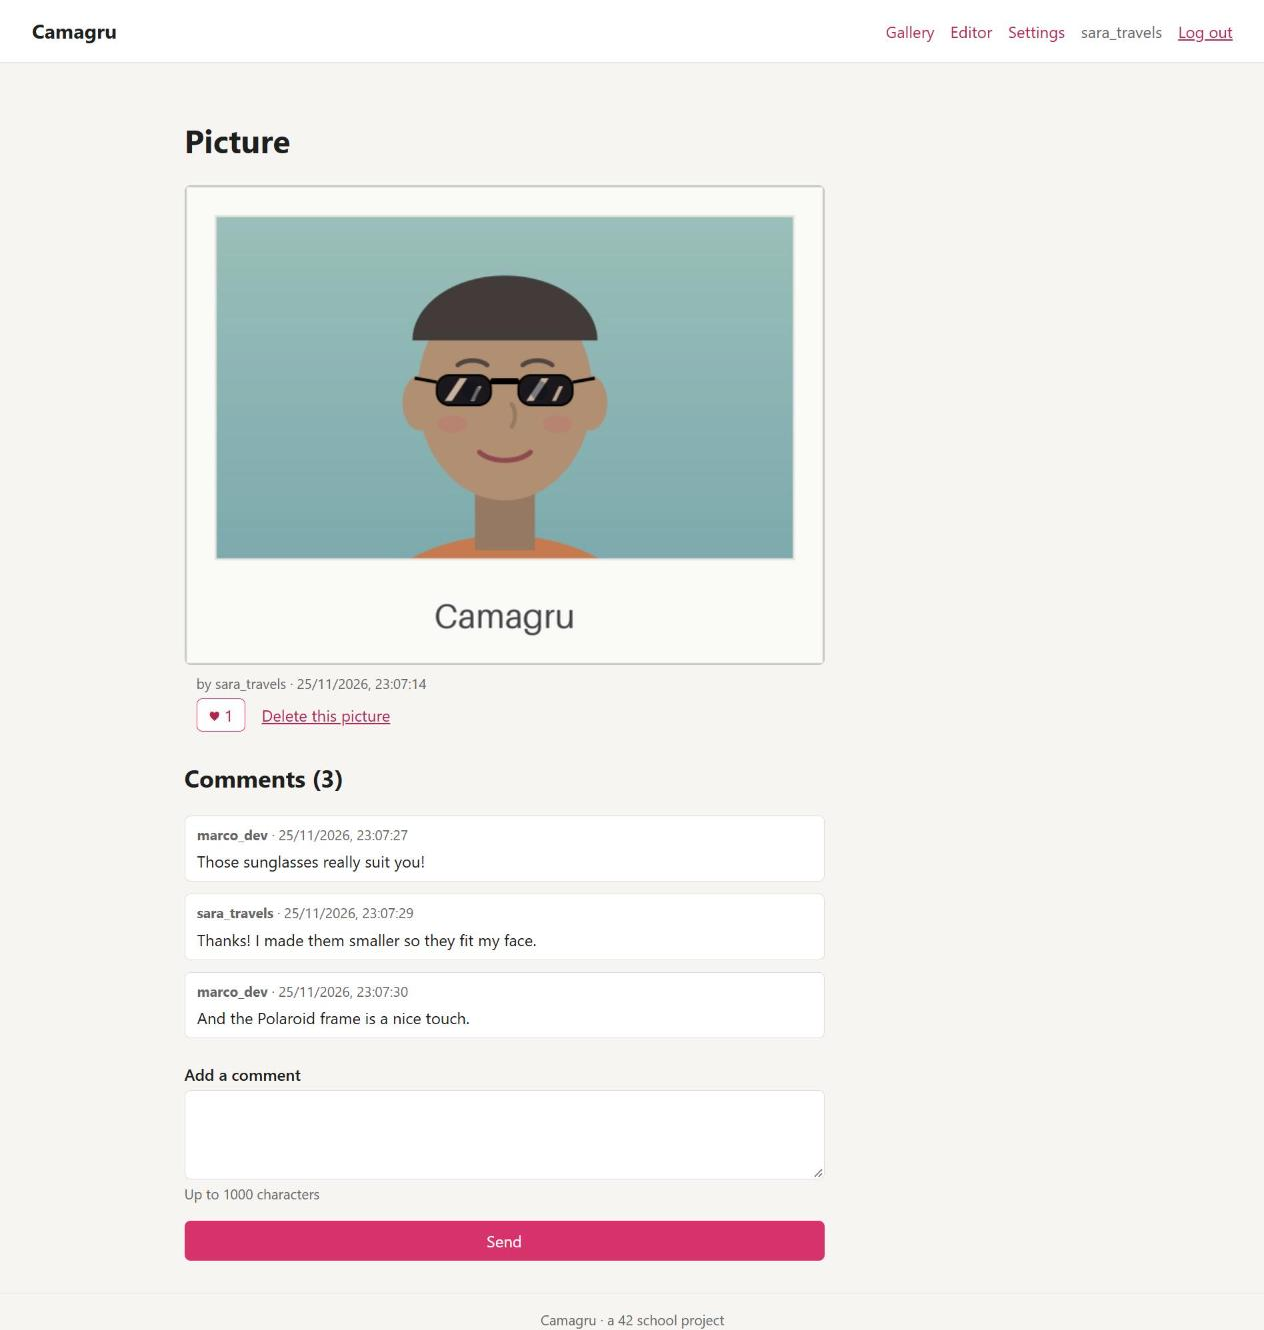 Camagru
Gallery Editor Settings sara_travels Log out
Picture
Camagru
by sara_travels · 25/11/2026, 23:07:14
♥ 1 Delete this picture
Comments (3)
marco_dev · 25/11/2026, 23:07:27
Those sunglasses really suit you!
sara_travels · 25/11/2026, 23:07:29
Thanks! I made them smaller so they fit my face.
marco_dev · 25/11/2026, 23:07:30
And the Polaroid frame is a nice touch.
Add a comment
Up to 1000 characters
Send
Camagru · a 42 school project